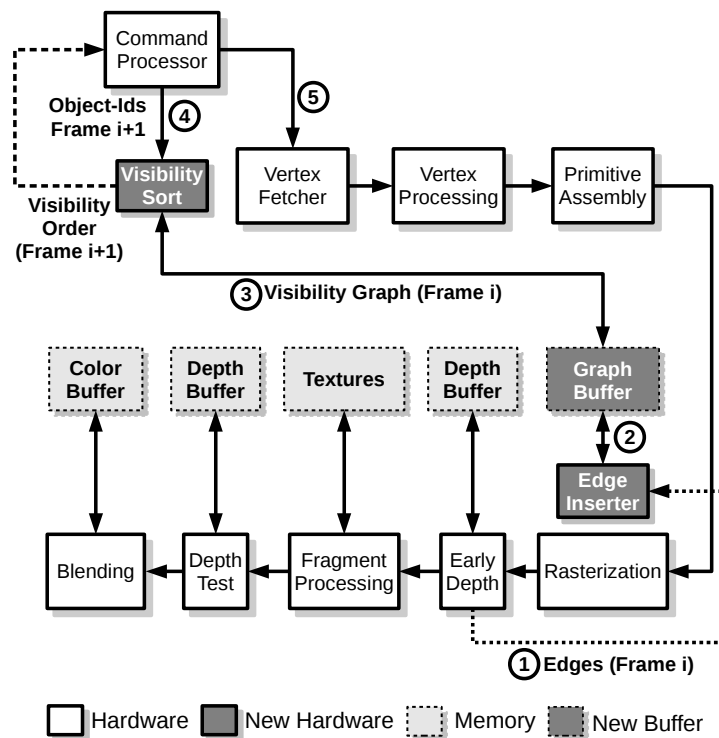 Command
Processor
Object-Ids
Frame i+1
4
5
Visibility
Sort
Vertex
Fetcher
Vertex
Processing
Primitive
Assembly
Visibility
Order
(Frame i+1)
3 Visibility Graph (Frame i)
Color
Buffer
Depth
Buffer
Textures
Depth
Buffer
Graph
Buffer
2
Edge
Inserter
Blending
Depth
Test
Fragment
Processing
Early
Depth
Rasterization
1 Edges (Frame i)
Hardware
New Hardware
Memory
New Buffer